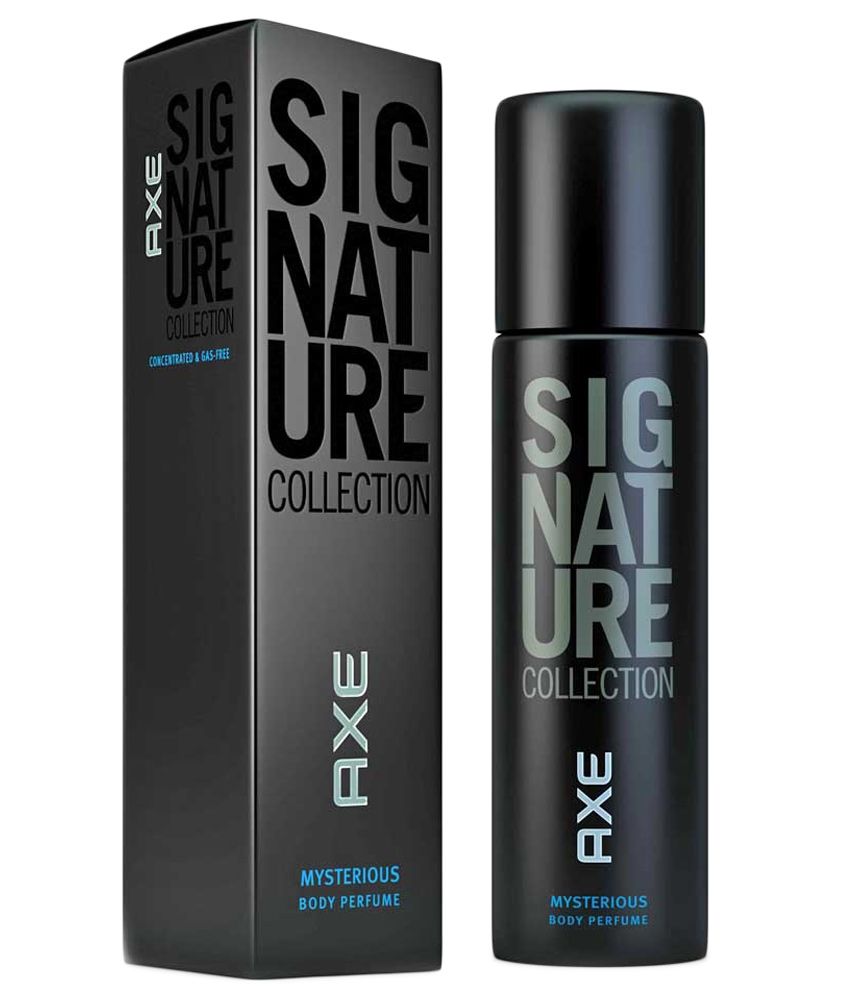 AXE
SIG
NAT
URE
COLLECTION
CONCENTRATED & GAS-FREE
SIG
NAT
URE
COLLECTION
AXE
MYSTERIOUS
BODY PERFUME
SIG
NAT
URE
COLLECTION
AXE
MYSTERIOUS
BODY PERFUME